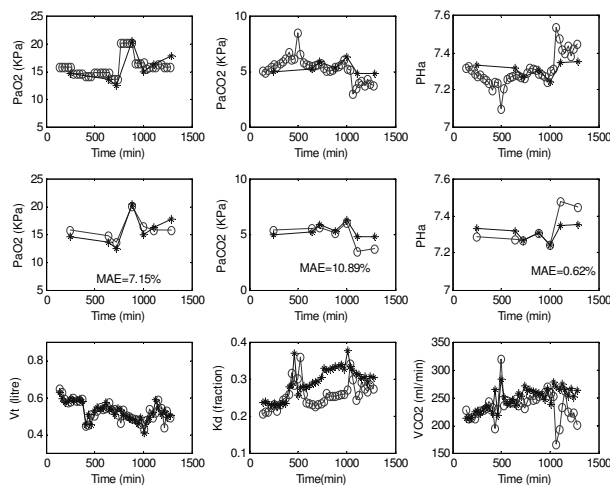 25
20
15
10
5
PaO2 (KPa)
0 500 1000 1500
Time (min)
10
5
0
PaCO2 (KPa)
0 500 1000 1500
Time (min)
7.6
7.4
7.2
7
PHa
0 500 1000 1500
Time (min)
25
20
15
10
5
PaO2 (KPa)
MAE=7.15%
0 500 1000 1500
Time (min)
10
5
0
PaCO2 (KPa)
MAE=10.89%
0 500 1000 1500
Time (min)
7.6
7.4
7.2
7
PHa
MAE=0.62%
0 500 1000 1500
Time (min)
0.8
0.6
0.4
Vt (litre)
0 500 1000 1500
Time (min)
0.4
0.3
0.2
0.1
Kd (fraction)
0 500 1000 1500
Time(min)
400
300
200
100
VCO2 (ml/min)
0 500 1000 1500
Time (min)